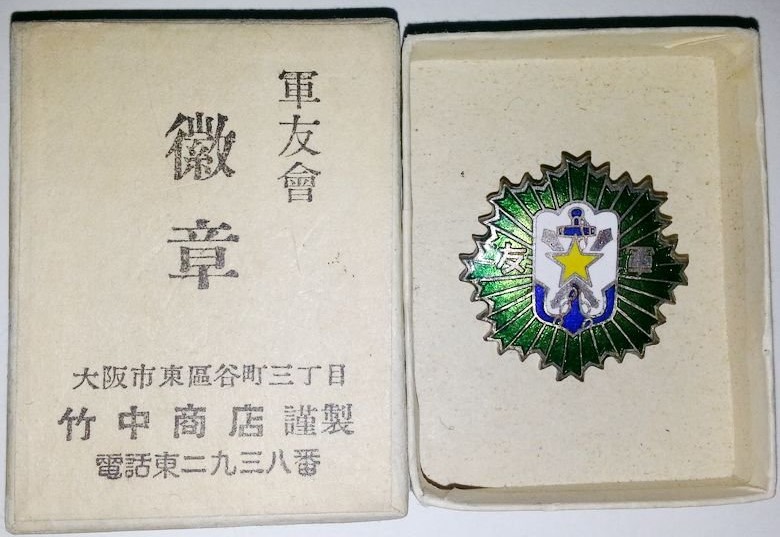 軍友會
徽章
大阪市東區谷町三丁目
竹中商店 謹製
電話東二九三八番
友 軍